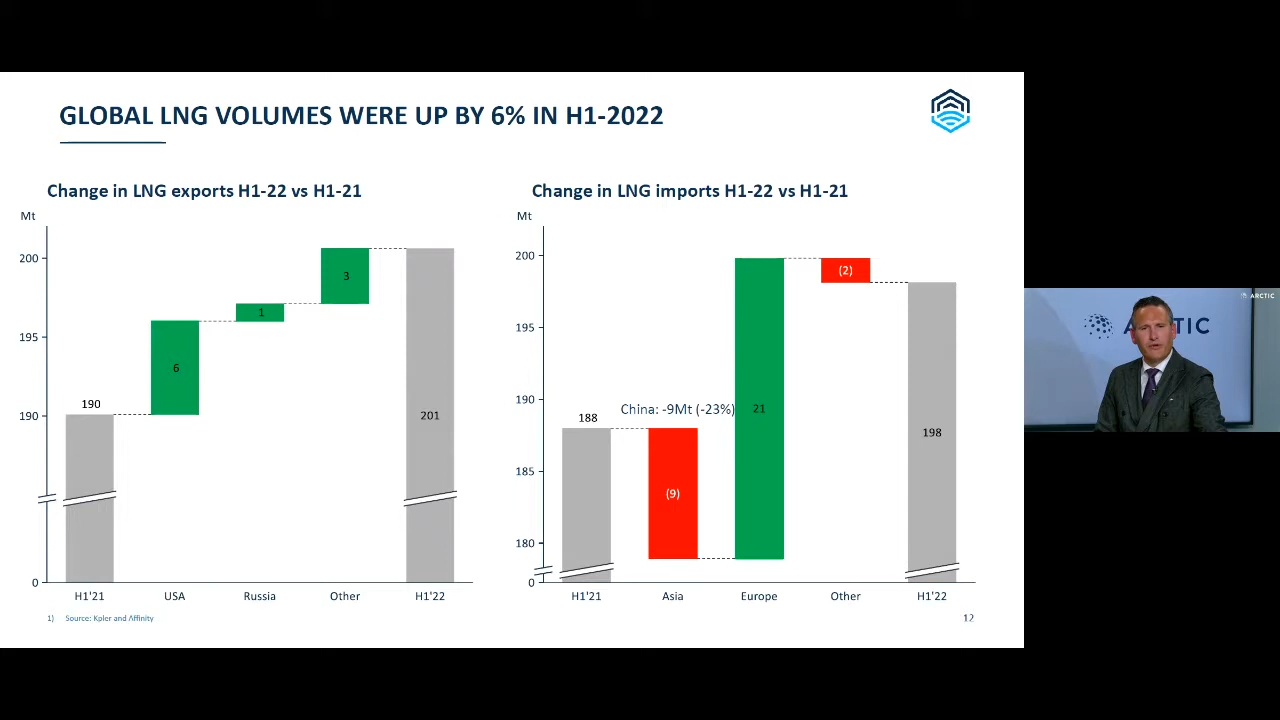 GLOBAL LNG VOLUMES WERE UP BY 6% IN H1-2022
Change in LNG exports H1-22 vs H1-21
Mt
200
195
190
0
190
6
1
3
201
H1'21
USA
Russia
Other
H1'22
Change in LNG imports H1-22 vs H1-21
Mt
200
195
190
185
180
0
188
China: -9Mt (-23%)
(9)
21
(2)
198
H1'21
Asia
Europe
Other
H1'22
1) Source: Kpler and Affinity
12
ARCTIC